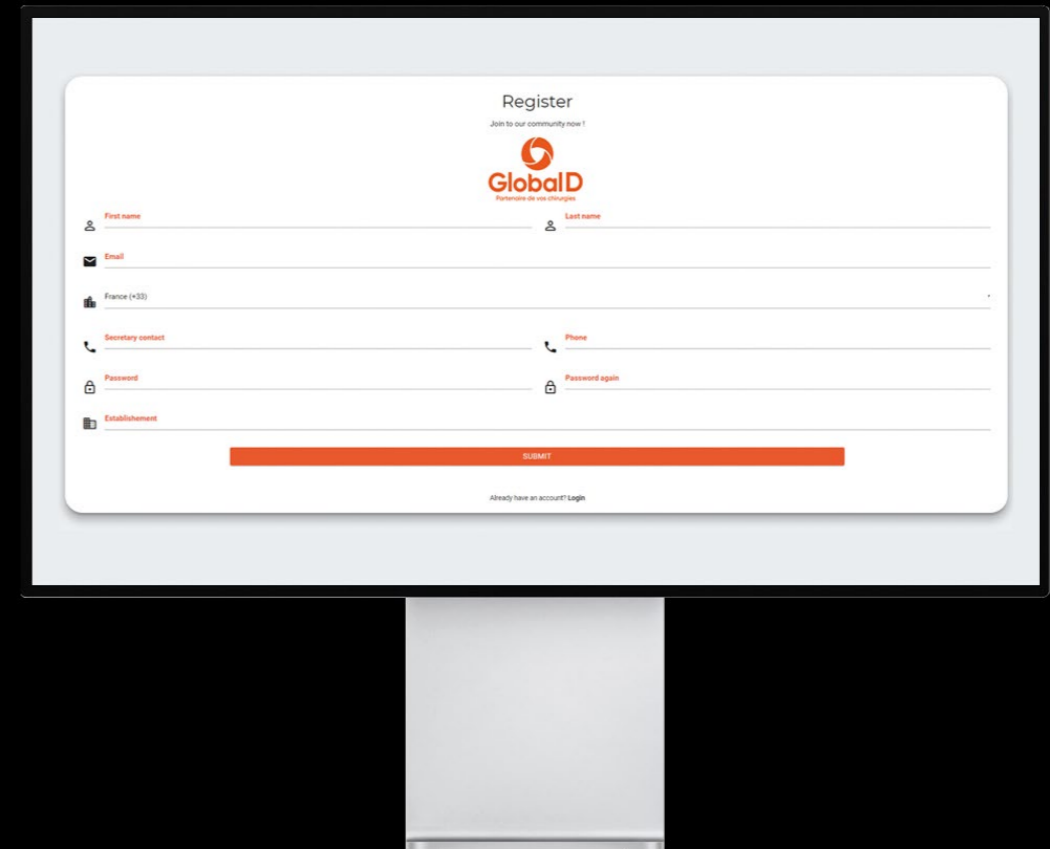 Register
Join to our community now !
GlobalD
Partenaire de vos chirurgies
First name
Last name
Email
France (+33)
Secretary contact
Phone
Password
Password again
Establishement
SUBMIT
Already have an account? Login